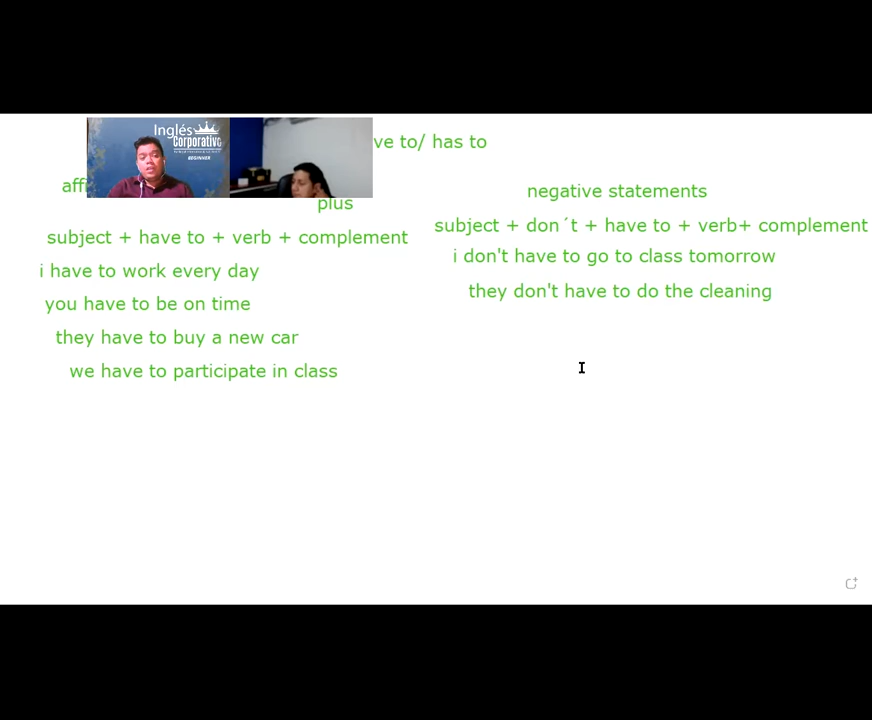 Inglés
Corporativo
BEGINNER
ve to/ has to
aff
plus
subject + have to + verb + complement
i have to work every day
you have to be on time
they have to buy a new car
we have to participate in class
negative statements
subject + don´t + have to + verb+ complement
i don't have to go to class tomorrow
they don't have to do the cleaning